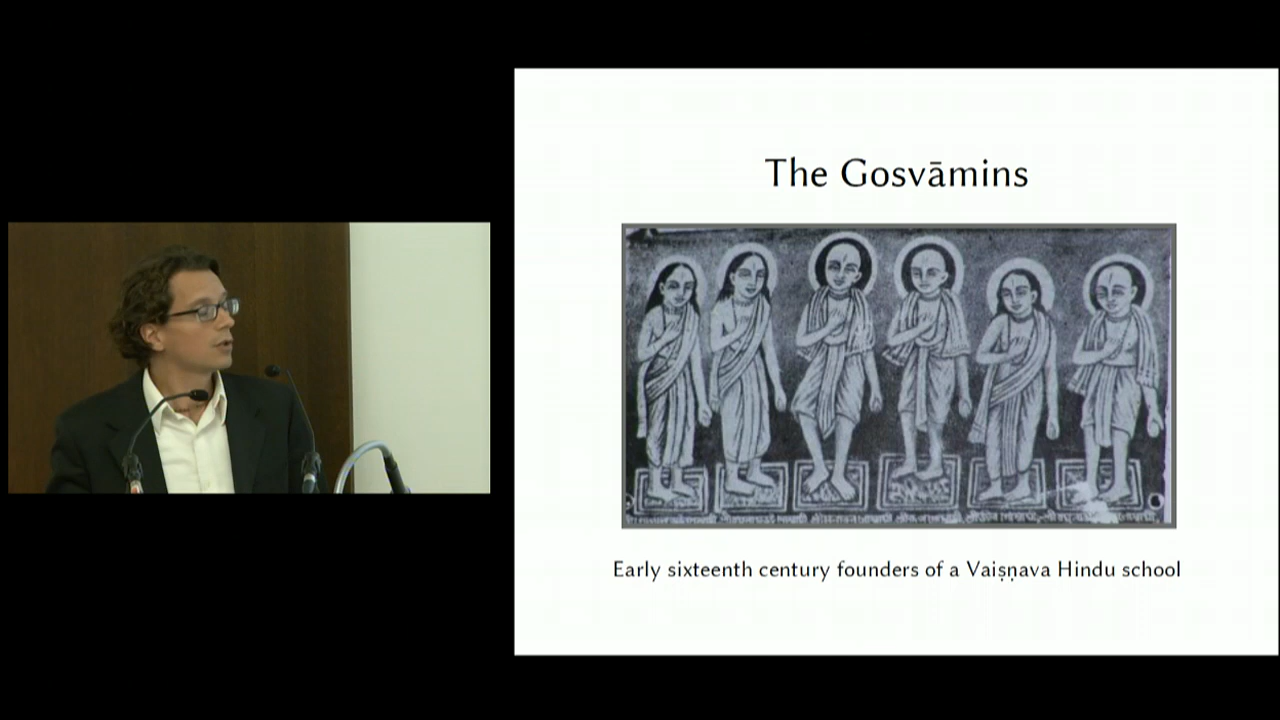 The Gosvāmins
Early sixteenth century founders of a Vaiṣṇava Hindu school